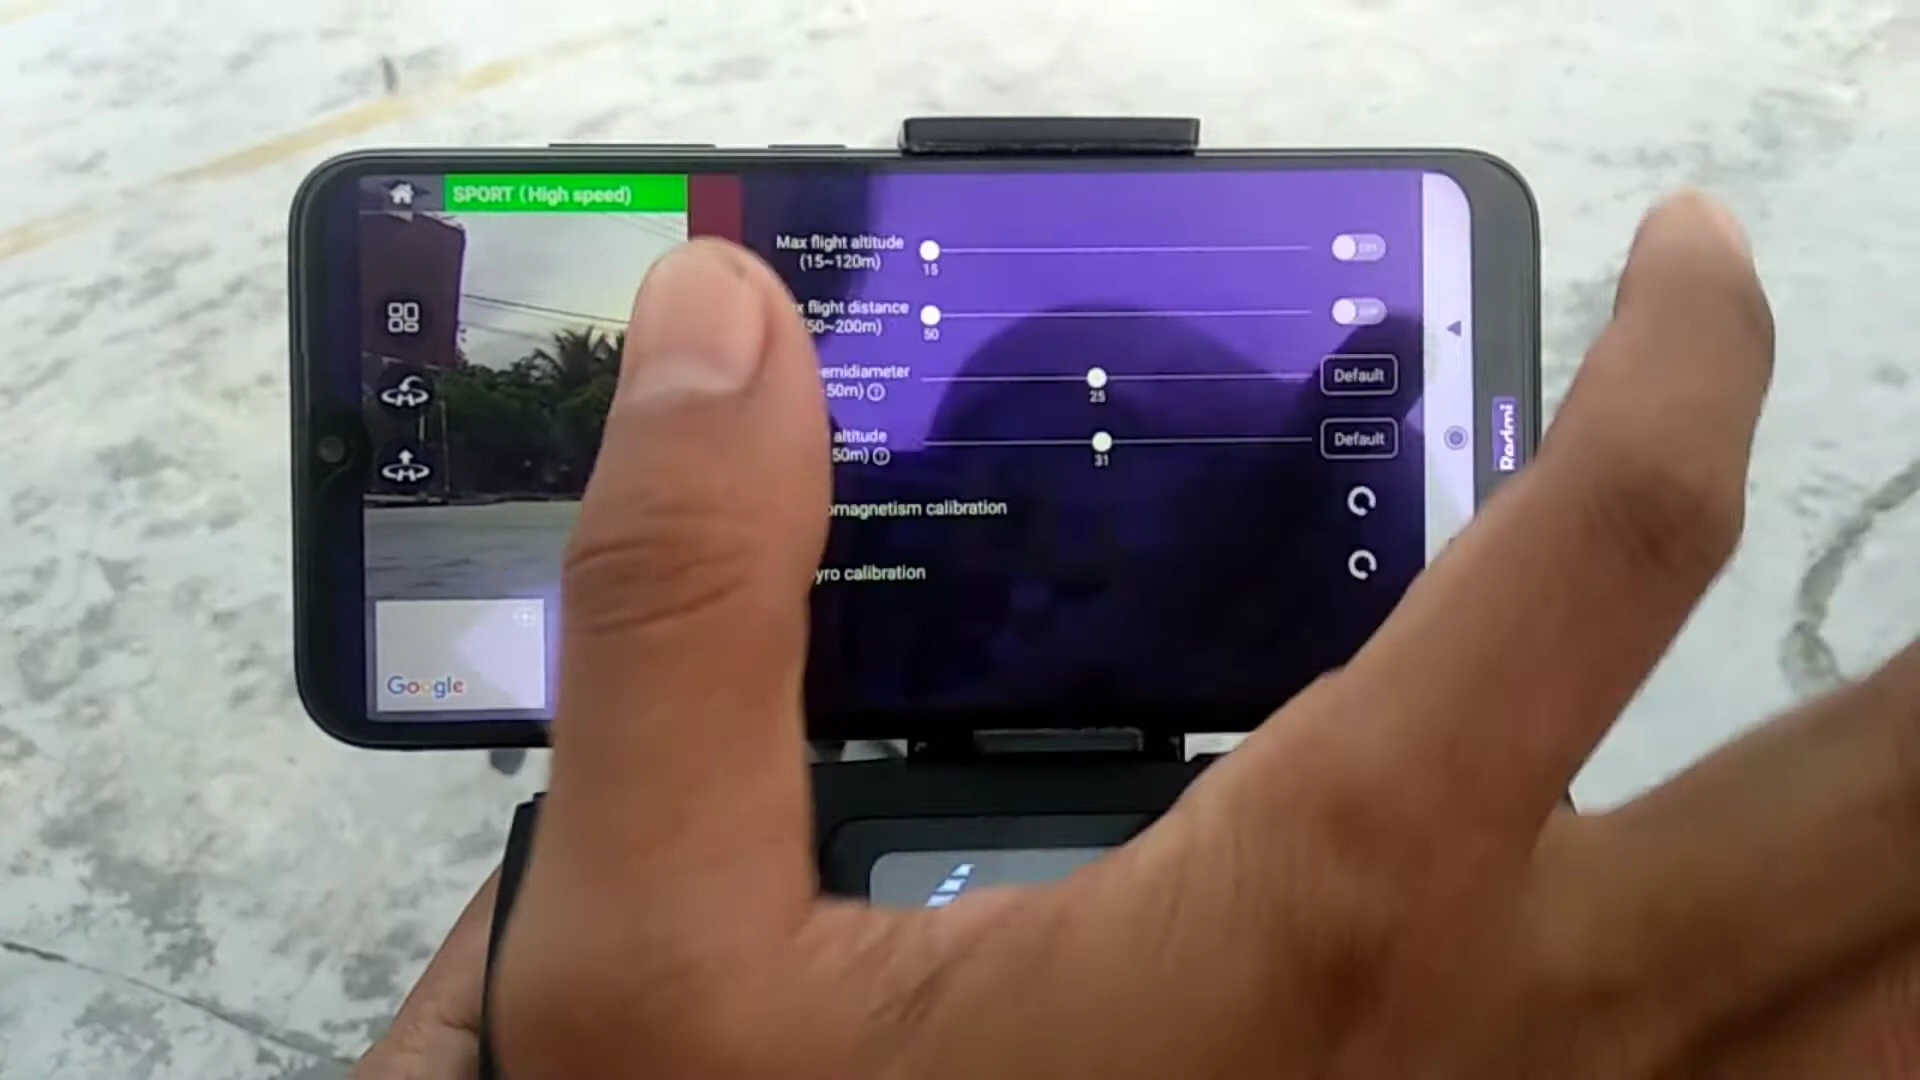 SPORT (High speed)
Max flight altitude
(15~120m)
15
flight distance
50~200m)
50
emidiameter
50m) ?
25
Default
altitude
50m) ?
31
Default
omagnetism calibration
yro calibration
Google
Redmi